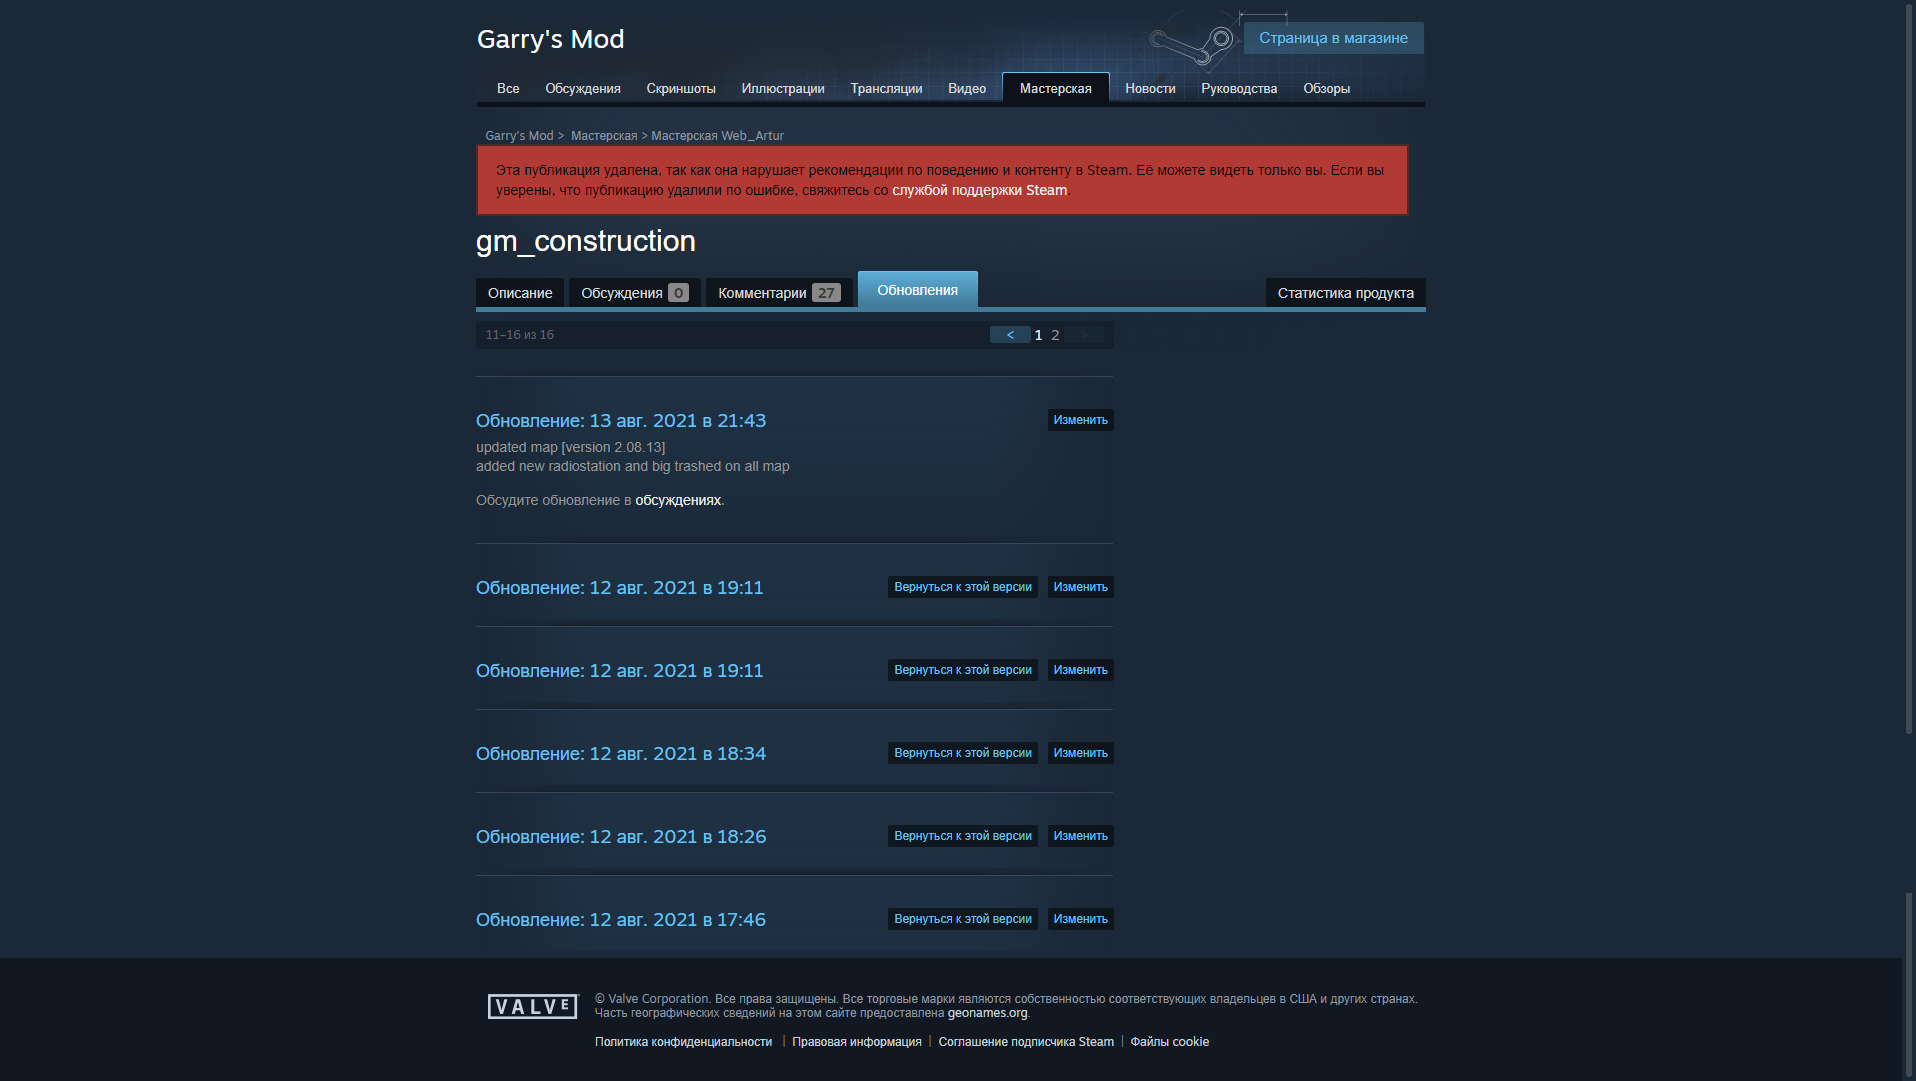 Garry's Mod
Страница в магазине
Все Обсуждения Скриншоты Иллюстрации Трансляции Видео Мастерская Новости Руководства Обзоры
Garry's Mod > Мастерская > Мастерская Web_Artur
Эта публикация удалена, так как она нарушает рекомендации по поведению и контенту в Steam. Её можете видеть только вы. Если вы
уверены, что публикацию удалили по ошибке, свяжитесь со службой поддержки Steam.
gm_construction
Описание Обсуждения 0 Комментарии 27 Обновления Статистика продукта
11–16 из 16 < 1 2 >
Обновление: 13 авг. 2021 в 21:43 Изменить
updated map [version 2.08.13]
added new radiostation and big trashed on all map
Обсудите обновление в обсуждениях.
Обновление: 12 авг. 2021 в 19:11 Вернуться к этой версии Изменить
Обновление: 12 авг. 2021 в 19:11 Вернуться к этой версии Изменить
Обновление: 12 авг. 2021 в 18:34 Вернуться к этой версии Изменить
Обновление: 12 авг. 2021 в 18:26 Вернуться к этой версии Изменить
Обновление: 12 авг. 2021 в 17:46 Вернуться к этой версии Изменить
VALVE
© Valve Corporation. Все права защищены. Все торговые марки являются собственностью соответствующих владельцев в США и других странах.
Часть географических сведений на этом сайте предоставлена geonames.org.
Политика конфиденциальности | Правовая информация | Соглашение подписчика Steam | Файлы cookie